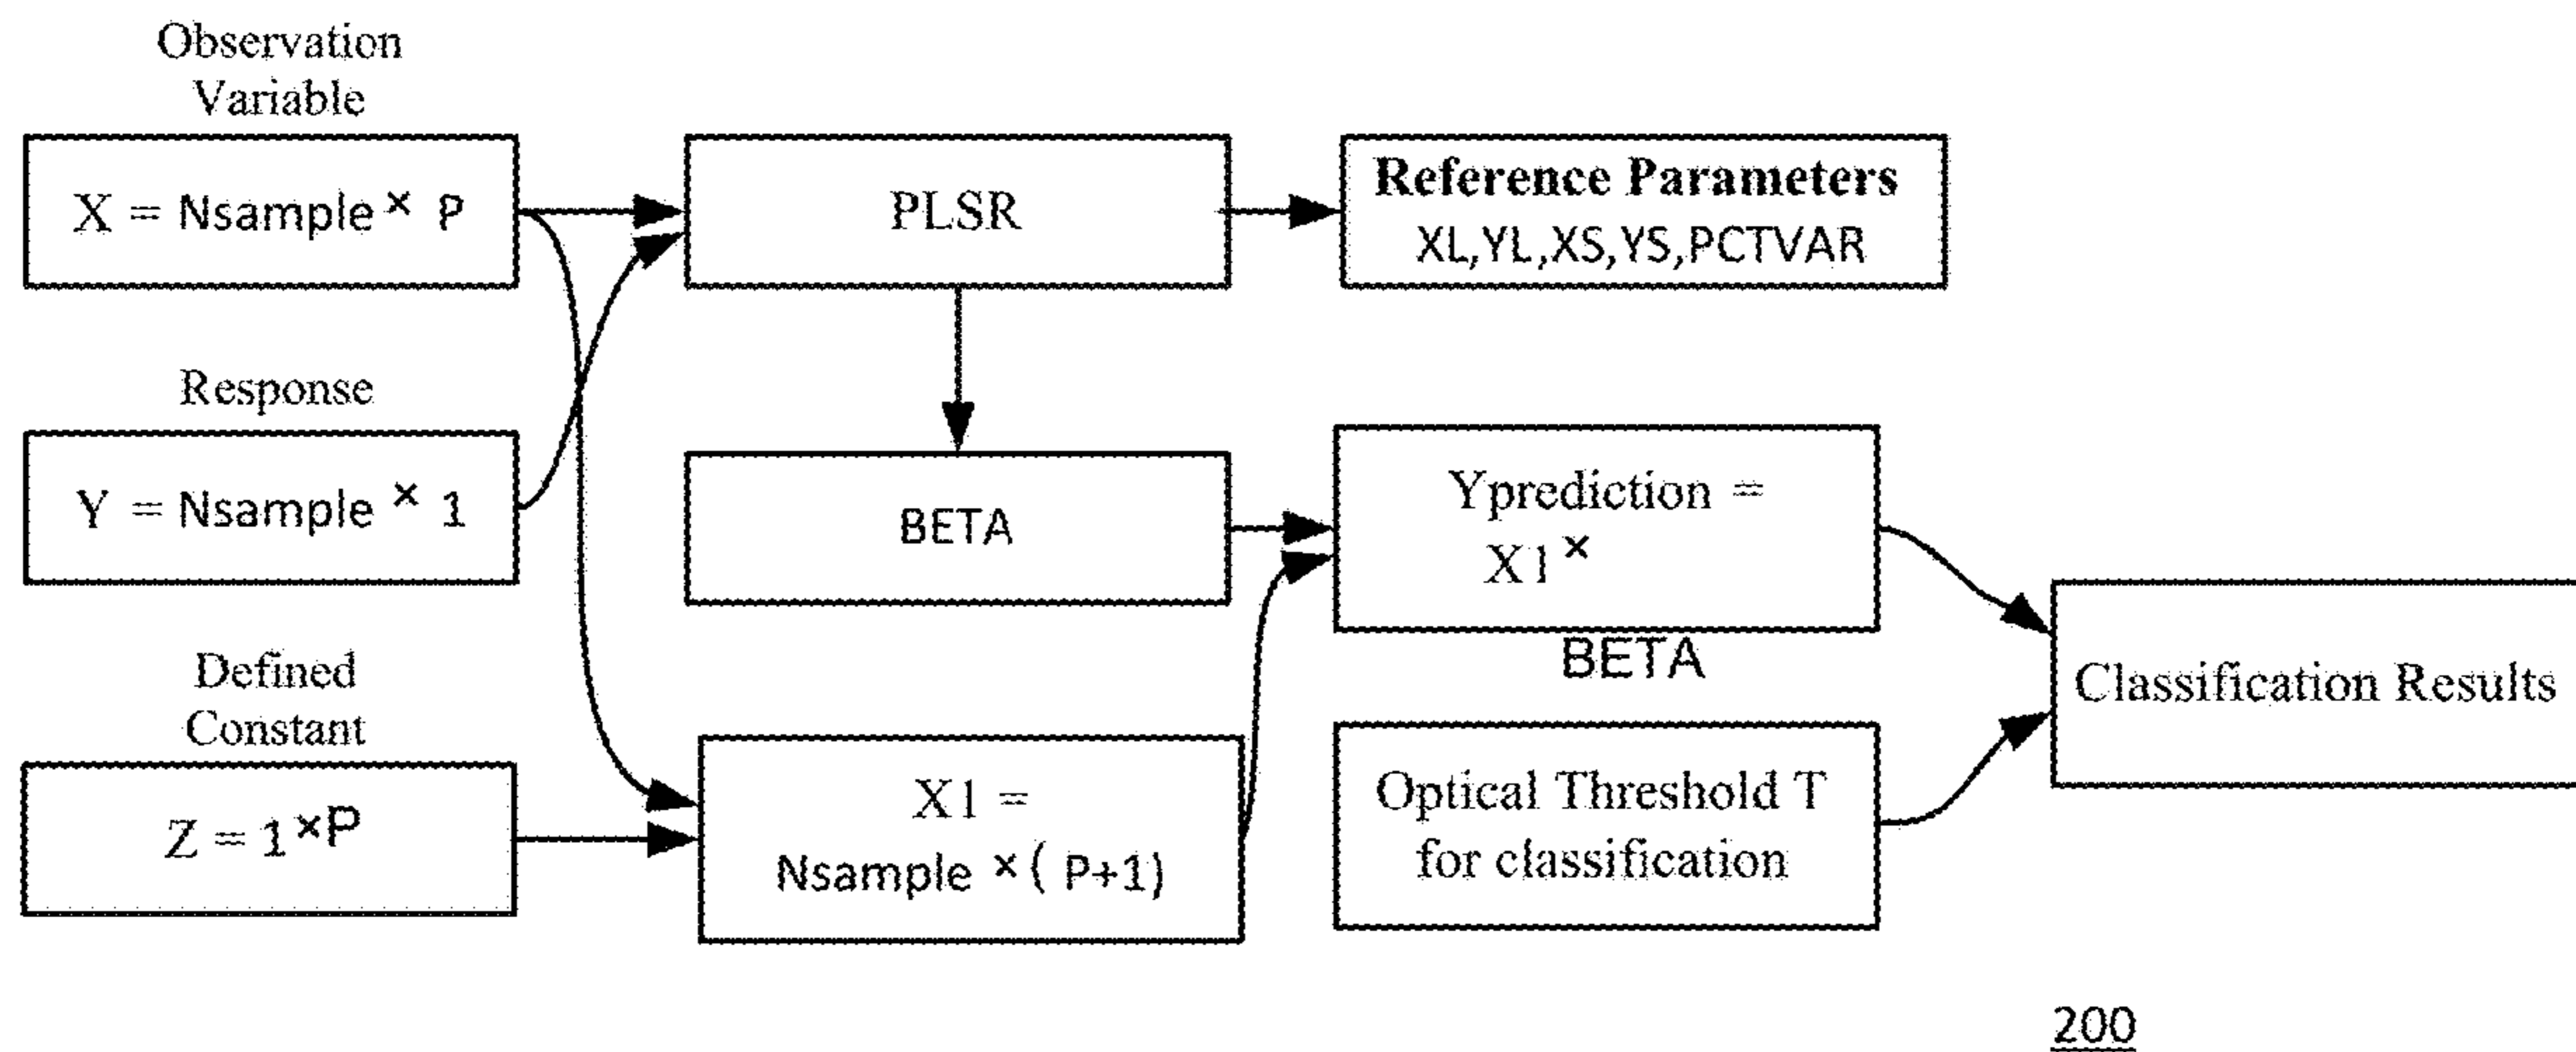 Observation
Variable
X = Nsample × P
PLSR
Reference Parameters
XL,YL,XS,YS,PCTVAR
Response
Y = Nsample × 1
BETA
Yprediction =
X1 ×
BETA
Defined
Constant
Z = 1 ×P
X1 =
Nsample ×( P+1)
Optical Threshold T
for classification
Classification Results
200